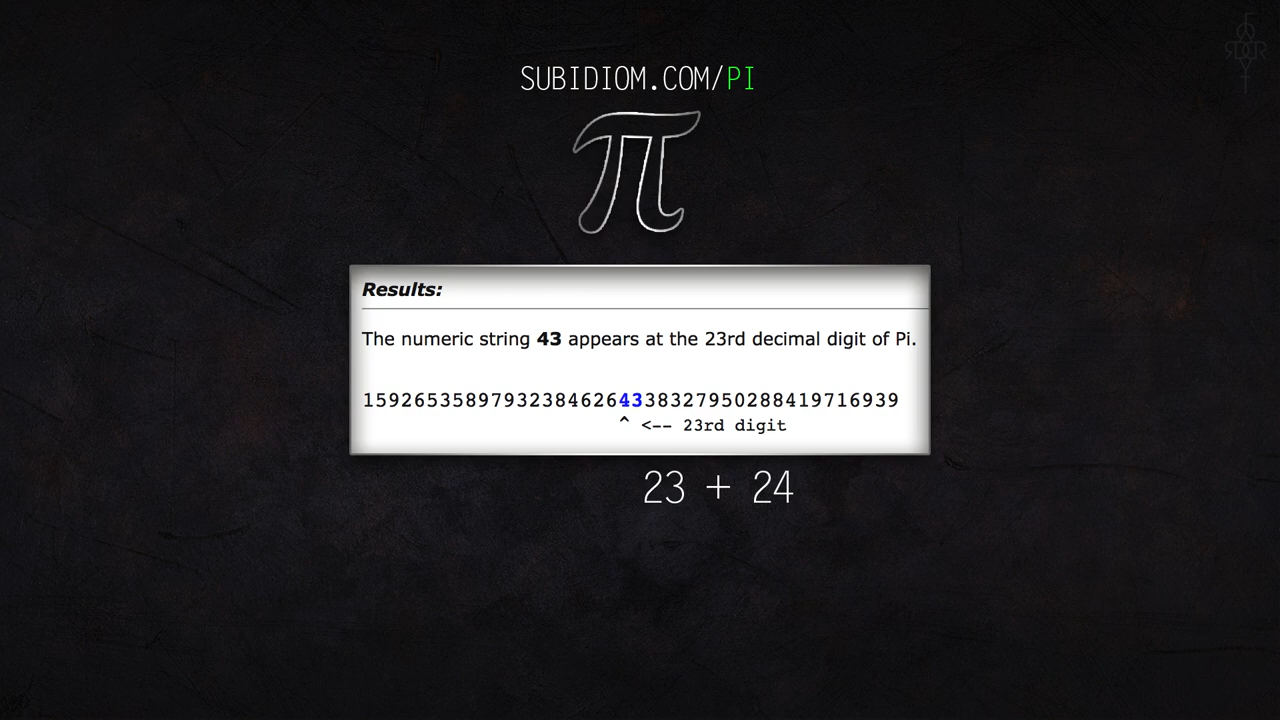 SUBIDIOM.COM/PI
π
Results:
The numeric string 43 appears at the 23rd decimal digit of Pi.
159265358979323846264338327950288419716939
^ <-- 23rd digit
23 + 24